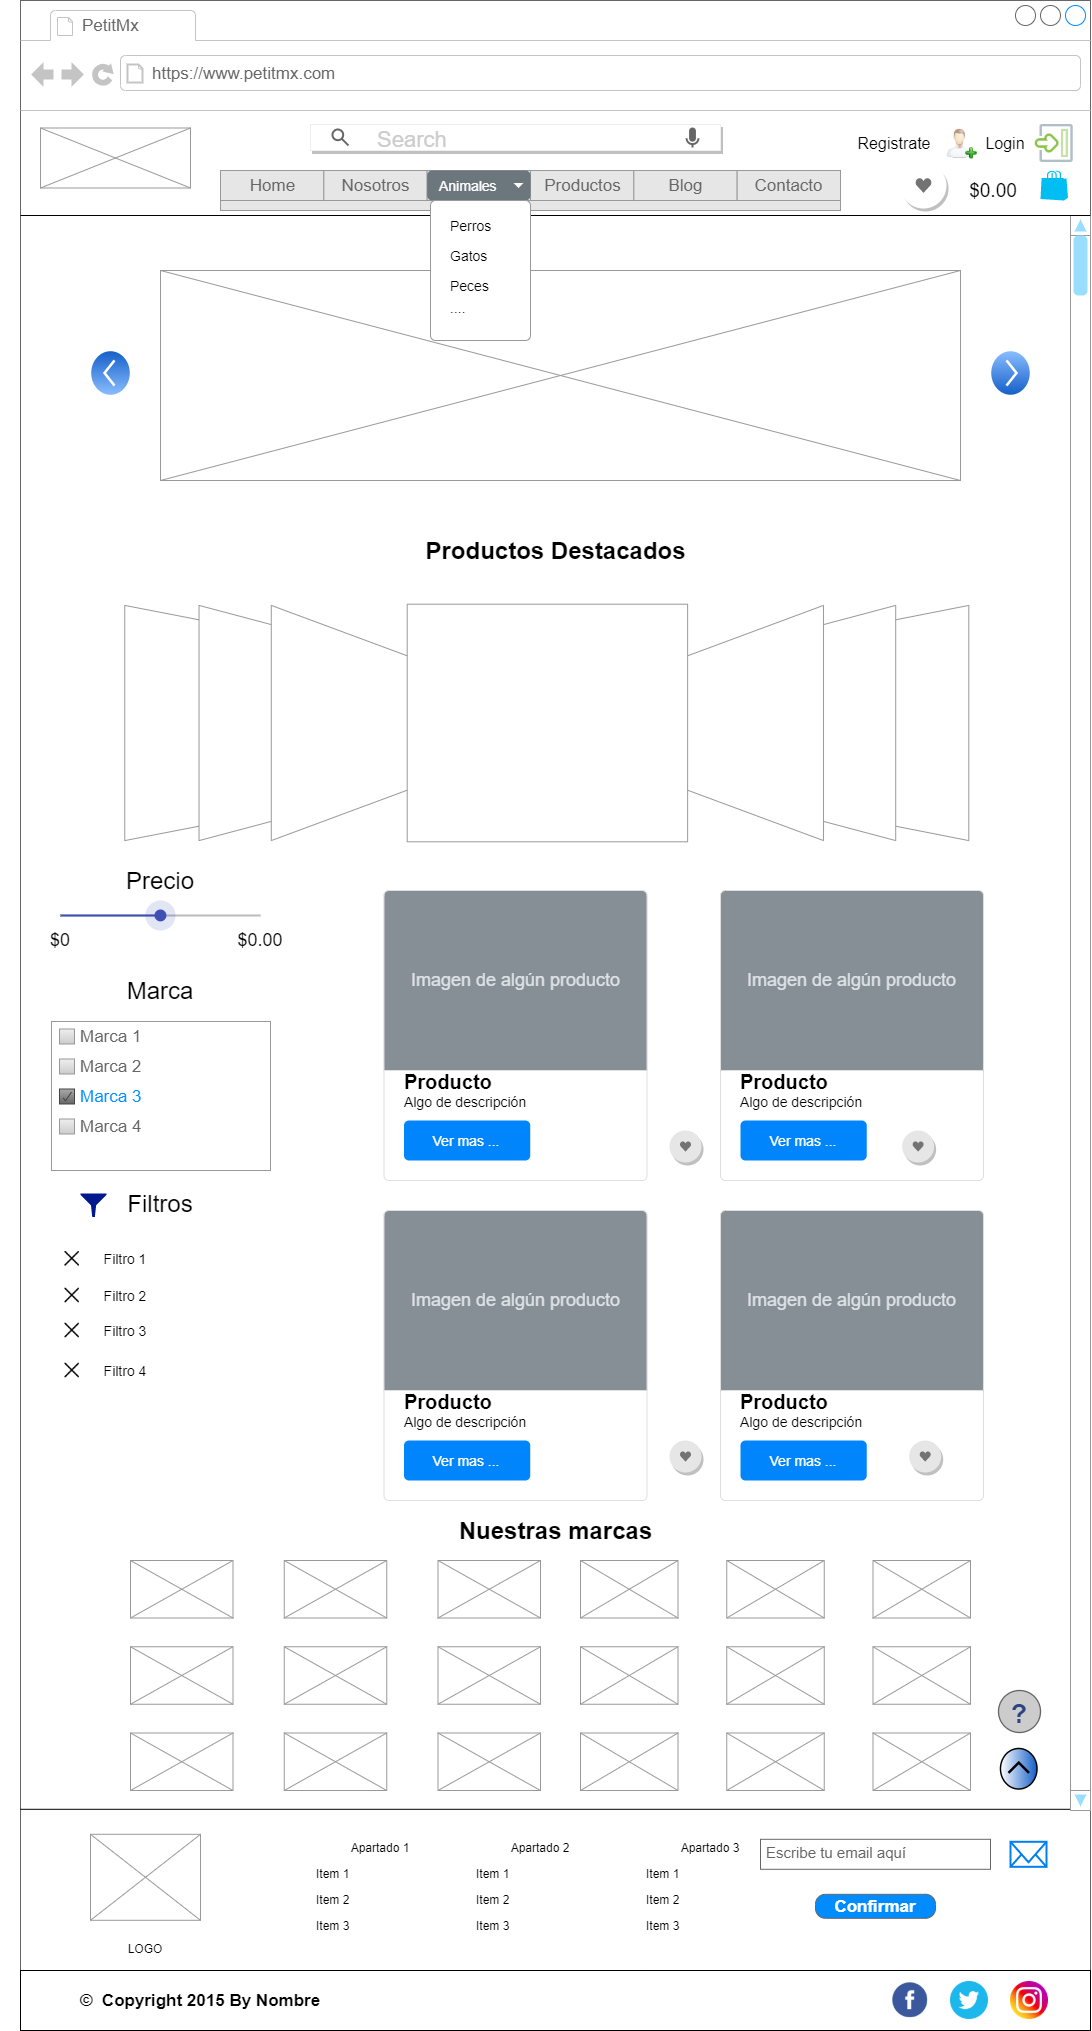 PetitMx
https://www.petitmx.com
Search
Registrate
Login
Home
Nosotros
Animales
Productos
Blog
Contacto
$0.00
Perros
Gatos
Peces
....
Productos Destacados
Precio
$0
$0.00
Marca
Marca 1
Marca 2
Marca 3
Marca 4
Filtros
Filtro 1
Filtro 2
Filtro 3
Filtro 4
Imagen de algún producto
Producto
Algo de descripción
Ver mas ...
Imagen de algún producto
Producto
Algo de descripción
Ver mas ...
Imagen de algún producto
Producto
Algo de descripción
Ver mas ...
Imagen de algún producto
Producto
Algo de descripción
Ver mas ...
Nuestras marcas
?
LOGO
Apartado 1
Item 1
Item 2
Item 3
Apartado 2
Item 1
Item 2
Item 3
Apartado 3
Item 1
Item 2
Item 3
Escribe tu email aquí
Confirmar
© Copyright 2015 By Nombre